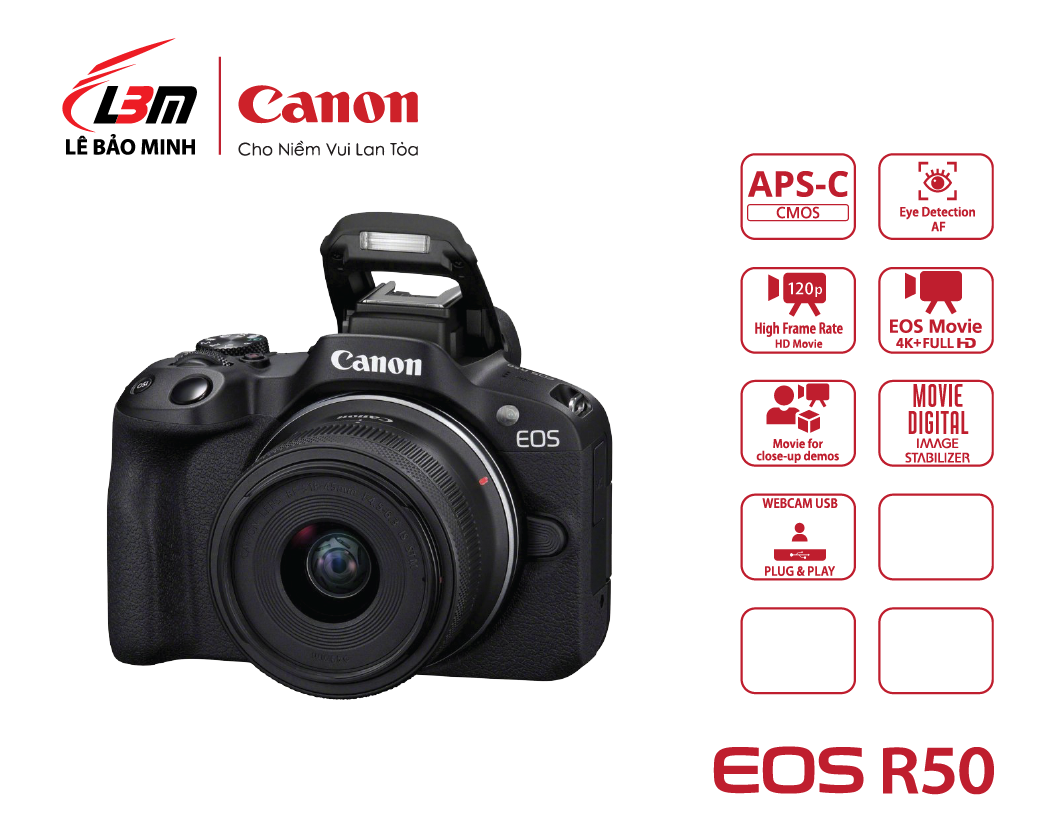 LBM
LÊ BẢO MINH
Canon
Cho Niềm Vui Lan Tỏa
APS-C
CMOS
Eye Detection
AF
120p
High Frame Rate
HD Movie
EOS Movie
4K+FULL HD
Movie for
close-up demos
MOVIE
DIGITAL
IMAGE
STABILIZER
WEBCAM USB
PLUG & PLAY
Canon
Canon
EOS
EOS R50